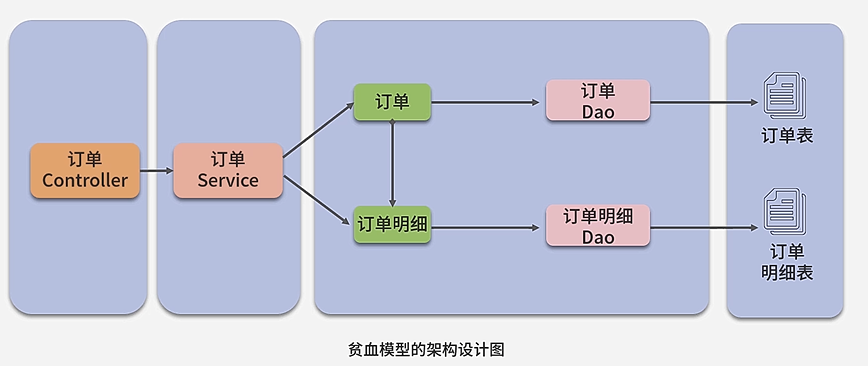 订单
Controller
订单
Service
订单
订单明细
订单
Dao
订单明细
Dao
订单表
订单
明细表
贫血模型的架构设计图